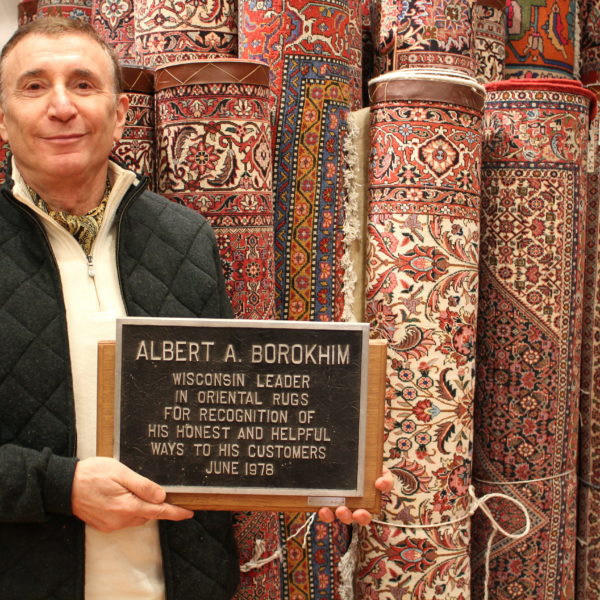 ALBERT A. BOROKHIM
WISCONSIN LEADER
IN ORIENTAL RUGS
FOR RECOGNITION OF
HIS HONEST AND HELPFUL
WAYS TO HIS CUSTOMERS
JUNE 1978